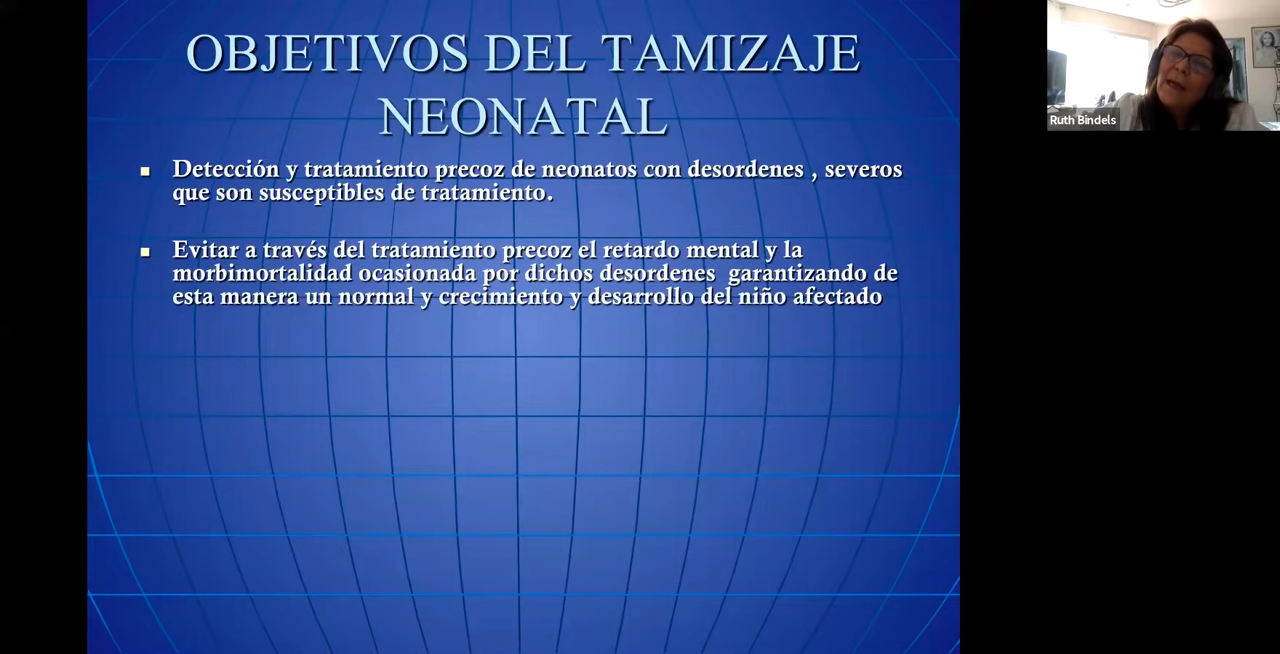 OBJETIVOS DEL TAMIZAJE
NEONATAL
Detección y tratamiento precoz de neonatos con desordenes , severos
que son susceptibles de tratamiento.
Evitar a través del tratamiento precoz el retardo mental y la
morbimortalidad ocasionada por dichos desordenes garantizando de
esta manera un normal y crecimiento y desarrollo del niño afectado
Ruth Bindels